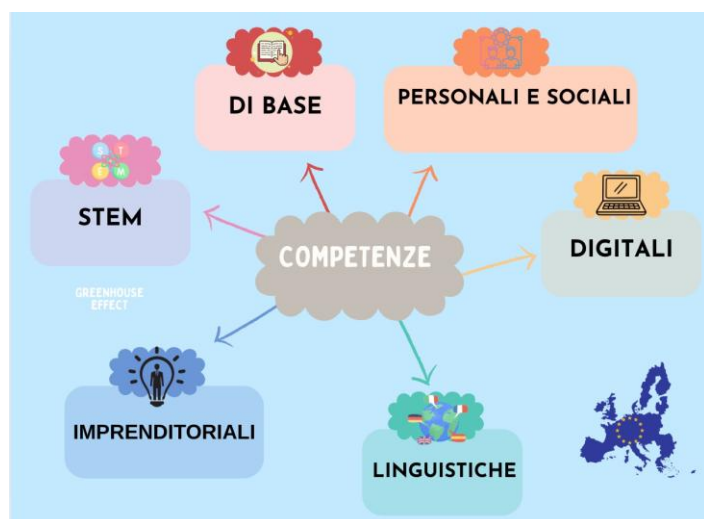 DI BASE
PERSONALI E SOCIALI
S T
E M
STEM
COMPETENZE
DIGITALI
GREENHOUSE
EFFECT
IMPRENDITORIALI
LINGUISTICHE